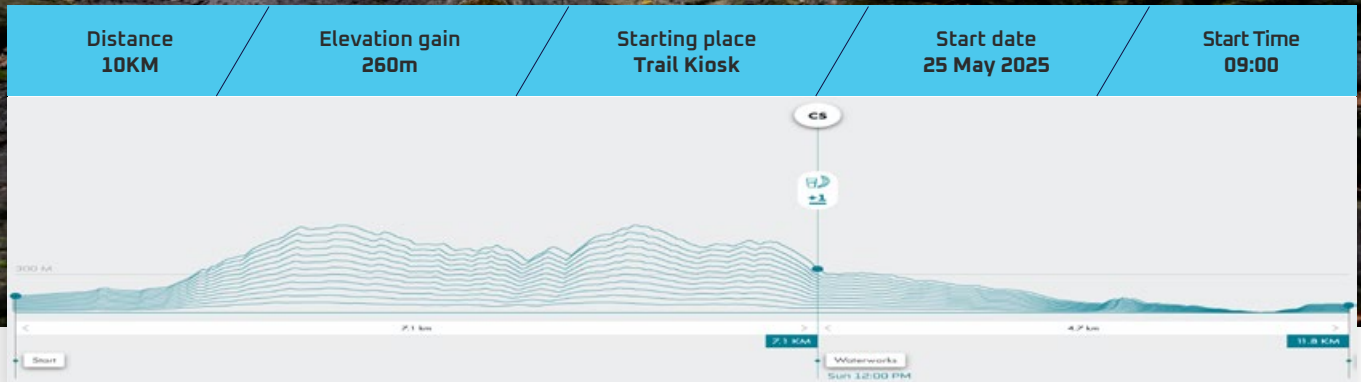 Distance
10KM
Elevation gain
260m
Starting place
Trail Kiosk
Start date
25 May 2025
Start Time
09:00
CS
+1
300 M
7.1 km
4.7 km
7.1 KM
11.8 KM
Start
Waterworks
Sun 12:00 PM